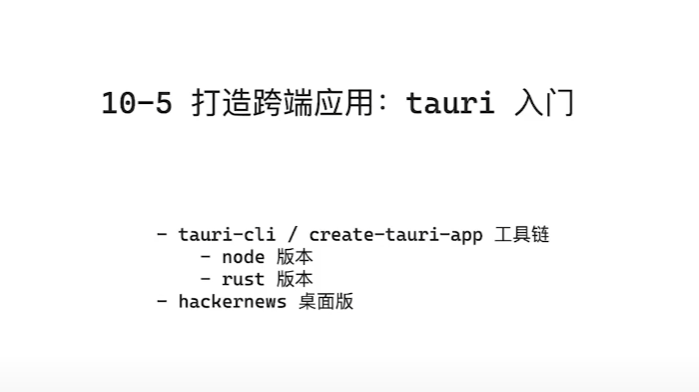 10-5 打造跨端应用：tauri 入门
- tauri-cli / create-tauri-app 工具链
- node 版本
- rust 版本
- hackernews 桌面版